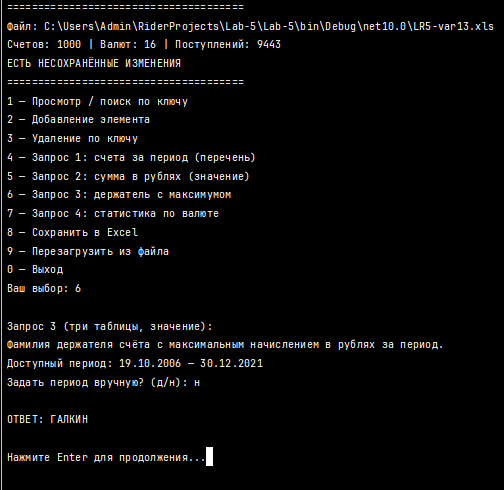 =====================================
Файл: C:\Users\Admin\RiderProjects\Lab-5\Lab-5\bin\Debug\net10.0\LR5-var13.xls
Счетов: 1000 | Валют: 16 | Поступлений: 9443
ЕСТЬ НЕСОХРАНЁННЫЕ ИЗМЕНЕНИЯ
=====================================
1 — Просмотр / поиск по ключу
2 — Добавление элемента
3 — Удаление по ключу
4 — Запрос 1: счета за период (перечень)
5 — Запрос 2: сумма в рублях (значение)
6 — Запрос 3: держатель с максимумом
7 — Запрос 4: статистика по валюте
8 — Сохранить в Excel
9 — Перезагрузить из файла
0 — Выход
Ваш выбор: 6
Запрос 3 (три таблицы, значение):
Фамилия держателя счёта с максимальным начислением в рублях за период.
Доступный период: 19.10.2006 — 30.12.2021
Задать период вручную? (д/н): н
ОТВЕТ: ГАЛКИН
Нажмите Enter для продолжения...